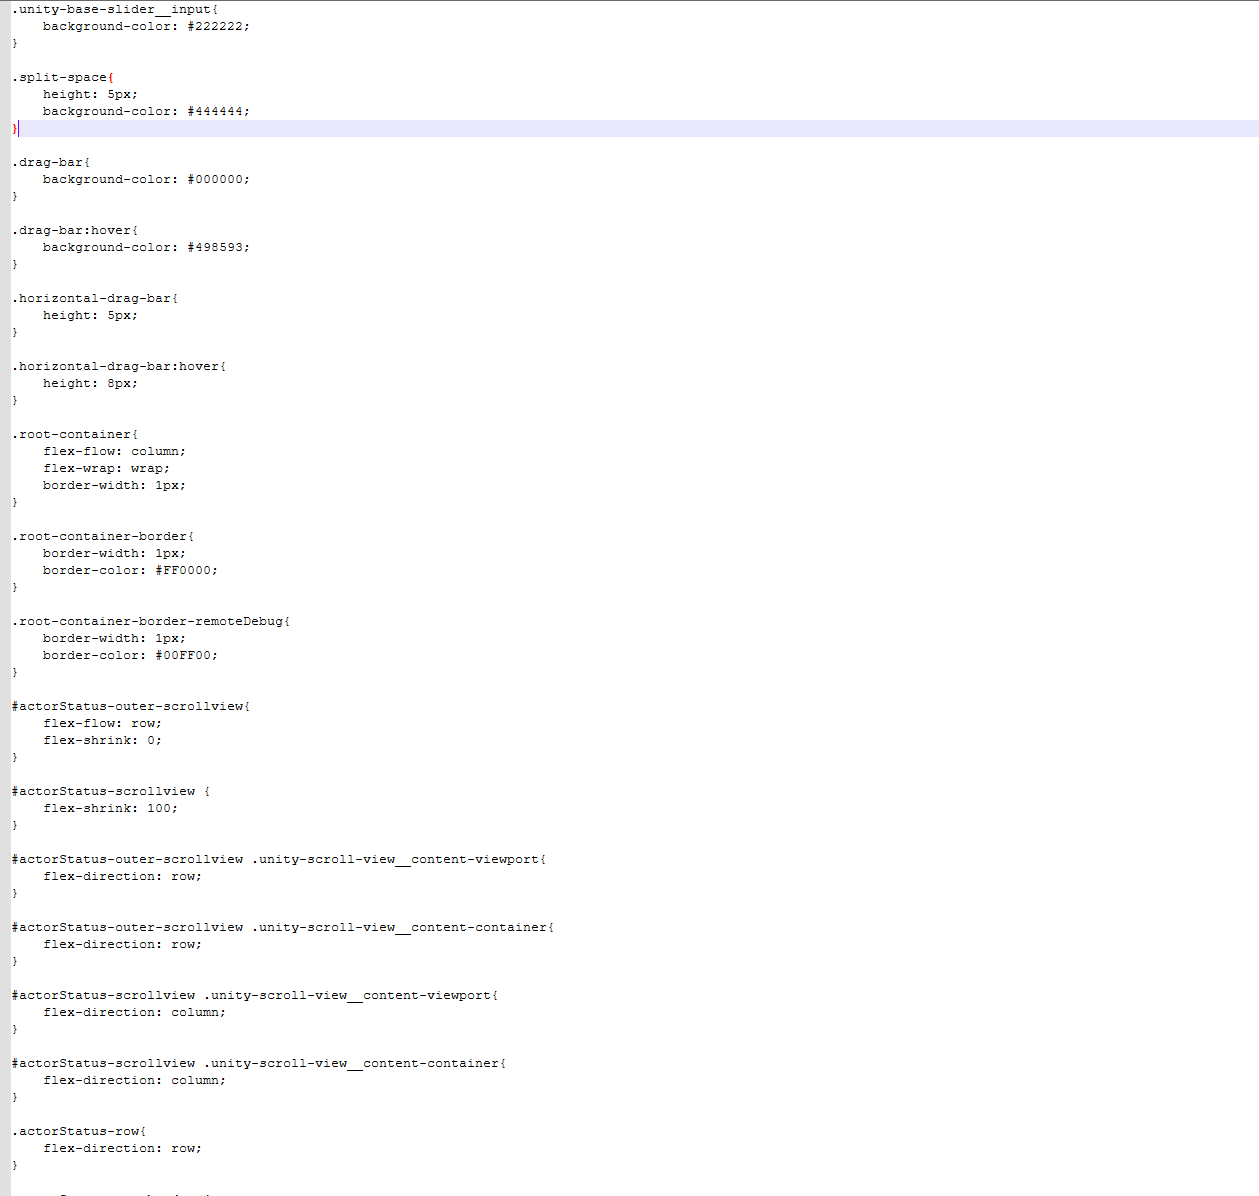 .unity-base-slider__input{
    background-color: #222222;
}

.split-space{
    height: 5px;
    background-color: #444444;
}

.drag-bar{
    background-color: #000000;
}

.drag-bar:hover{
    background-color: #498593;
}

.horizontal-drag-bar{
    height: 5px;
}

.horizontal-drag-bar:hover{
    height: 8px;
}

.root-container{
    flex-flow: column;
    flex-wrap: wrap;
    border-width: 1px;
}

.root-container-border{
    border-width: 1px;
    border-color: #FF0000;
}

.root-container-border-remoteDebug{
    border-width: 1px;
    border-color: #00FF00;
}

#actorStatus-outer-scrollview{
    flex-flow: row;
    flex-shrink: 0;
}

#actorStatus-scrollview {
    flex-shrink: 100;
}

#actorStatus-outer-scrollview .unity-scroll-view__content-viewport{
    flex-direction: row;
}

#actorStatus-outer-scrollview .unity-scroll-view__content-container{
    flex-direction: row;
}

#actorStatus-scrollview .unity-scroll-view__content-viewport{
    flex-direction: column;
}

#actorStatus-scrollview .unity-scroll-view__content-container{
    flex-direction: column;
}

.actorStatus-row{
    flex-direction: row;
}